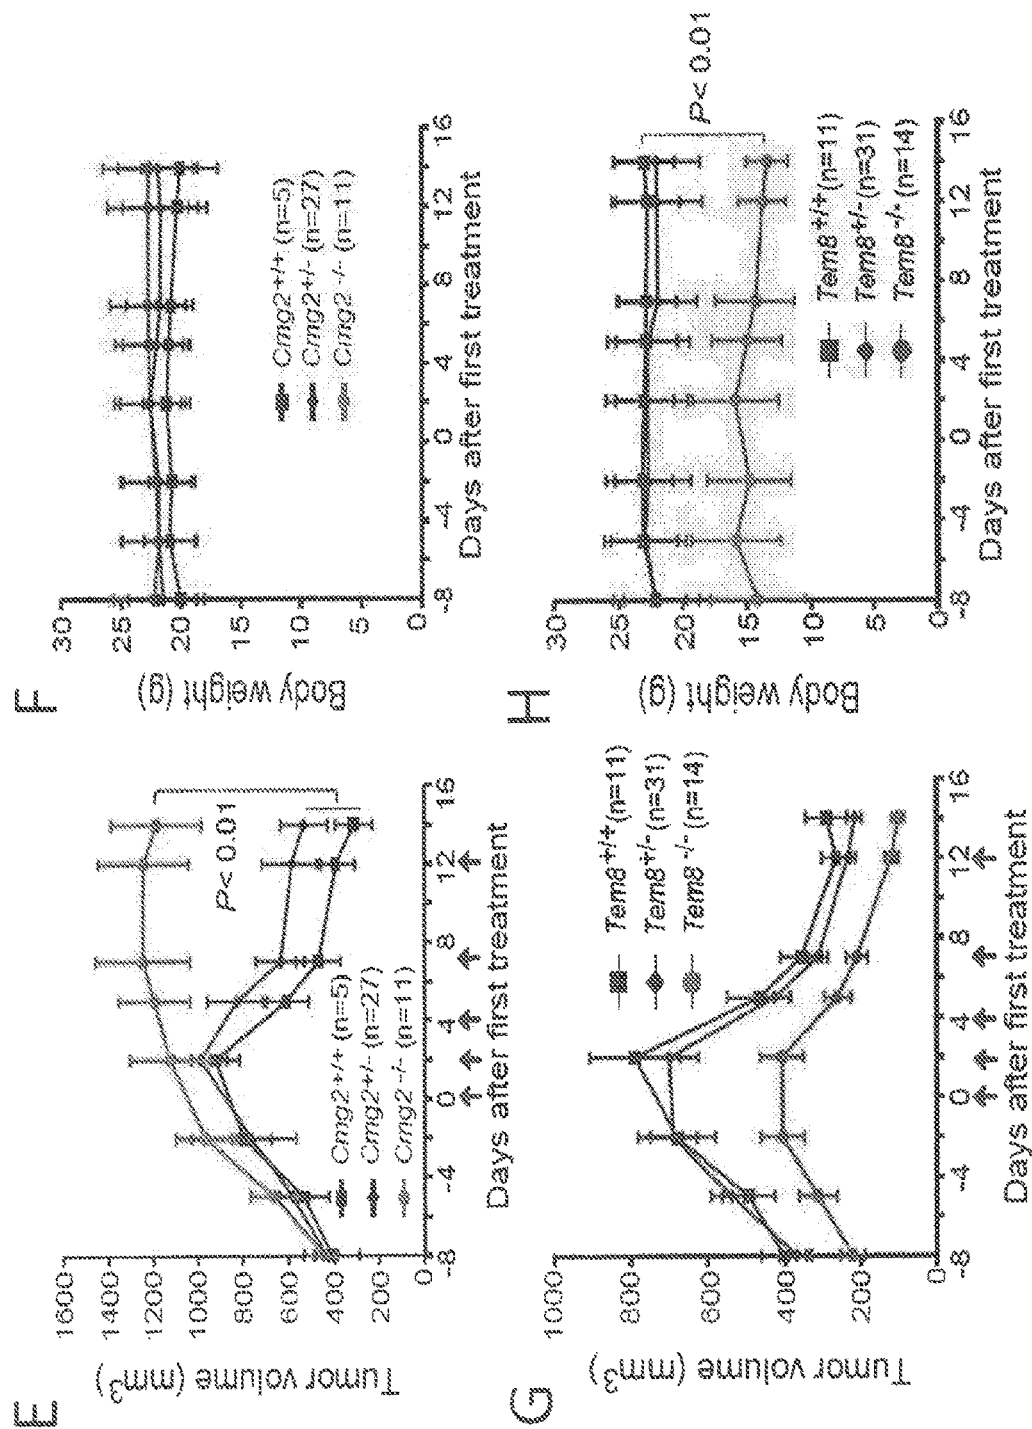 E
Tumor volume (mm³)
1600
1400
1200
1000
800
600
400
200
0
-8
-4
0
4
8
12
16
Days after first treatment
P< 0.01
Cmg2+/+ (n=5)
Cmg2+/- (n=27)
Cmg2-/- (n=11)
F
Body weight (g)
30
25
20
15
10
5
0
-8
-4
0
4
8
12
16
Days after first treatment
Cmg2+/+ (n=5)
Cmg2+/- (n=27)
Cmg2-/- (n=11)
G
Tumor volume (mm³)
1000
800
600
400
200
0
-8
-4
0
4
8
12
16
Days after first treatment
Tem8+/+(n=11)
Tem8+/-(n=31)
Tem8-/-(n=14)
H
Body weight (g)
30
25
20
15
10
5
0
-8
-4
0
4
8
12
16
Days after first treatment
P< 0.01
Tem8+/+(n=11)
Tem8+/-(n=31)
Tem8-/-(n=14)